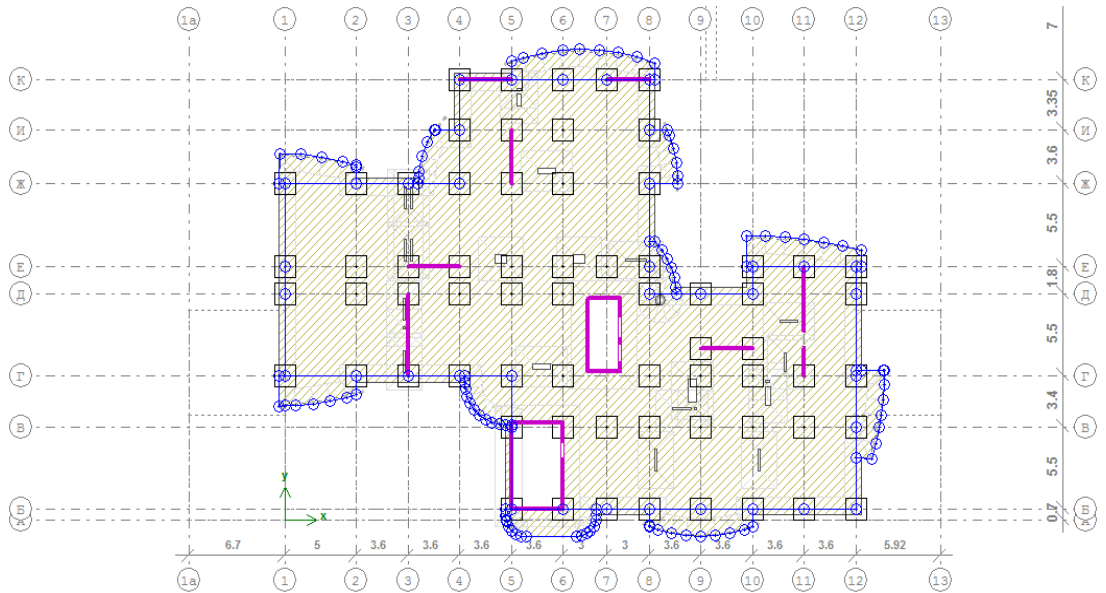 1а 1 2 3 4 5 6 7 8 9 10 11 12 13
7
К К
3.35
И И
3.6
Ж Ж
5.5
Е Е
1.8
Д Д
5.5
Г Г
3.4
В В
5.5
y
Б Б
0.7
x
А А
6.7 5 3.6 3.6 3.6 3.6 3 3 3.6 3.6 3.6 3.6 5.92
1а 1 2 3 4 5 6 7 8 9 10 11 12 13